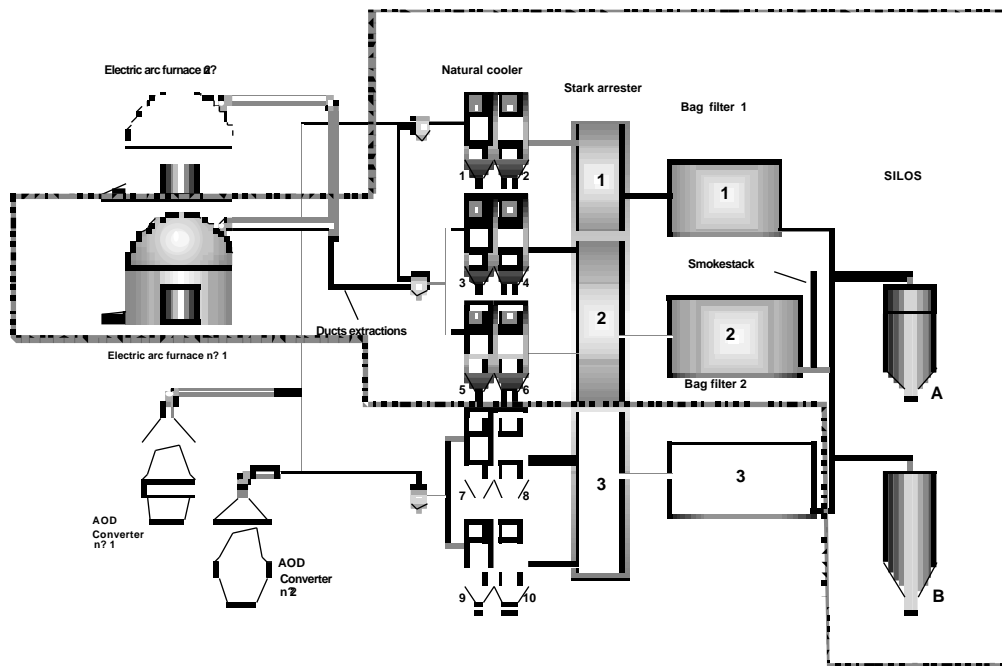 Electric arc furnace n? 2
Natural cooler
Stark arrester
Bag filter 1
1
2
1
1
SILOS
3
4
Smokestack
2
2
Ducts extractions
Electric arc furnace n? 1
5
6
Bag filter 2
A
7
8
3
3
AOD
Converter
n? 1
AOD
Converter
n?2
9
10
B